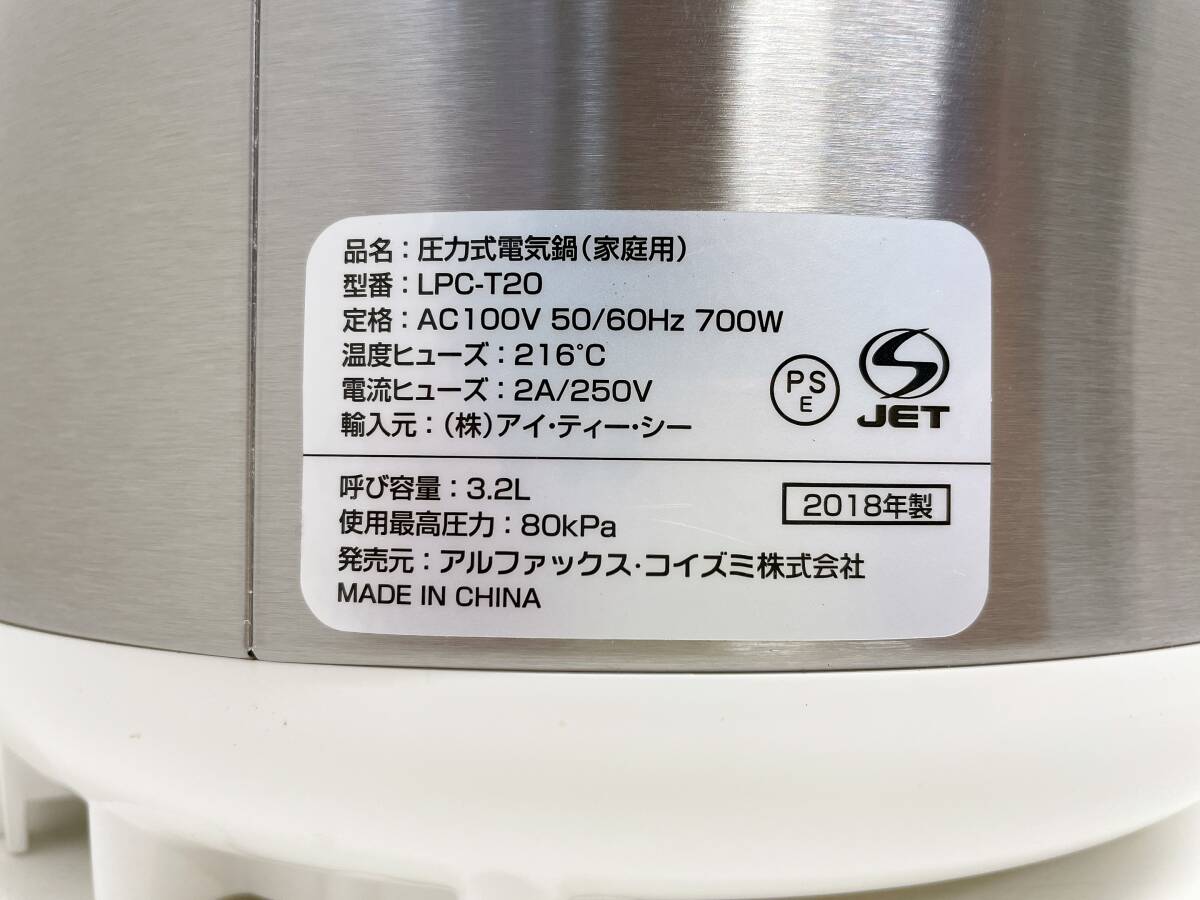 品名：圧力式電気鍋（家庭用）
型番：LPC-T20
定格：AC100V 50/60Hz 700W
温度ヒューズ：216℃
電流ヒューズ：2A/250V
輸入元：（株）アイ・ティー・シー
PS
E
JET
呼び容量：3.2L
2018年製
使用最高圧力：80kPa
発売元：アルファックス・コイズミ株式会社
MADE IN CHINA